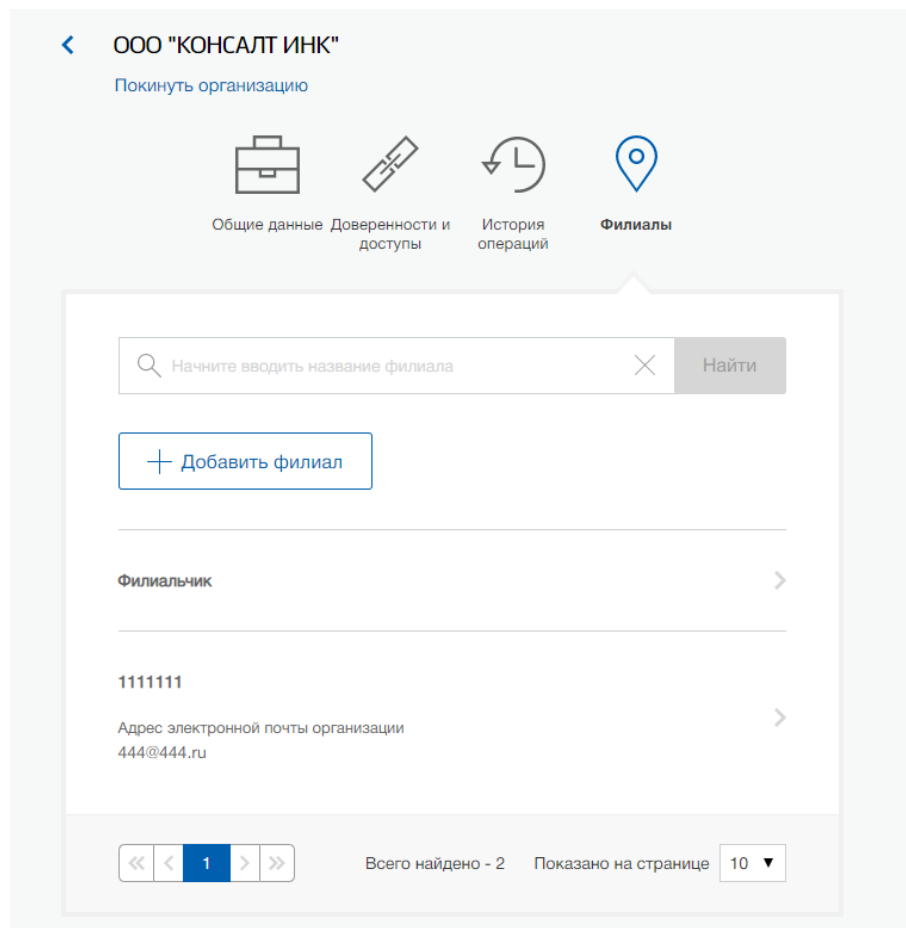 ООО "КОНСАЛТ ИНК"
Покинуть организацию
Общие данные
Доверенности и
доступы
История
операций
Филиалы
Начните вводить название филиала
Найти
Добавить филиал
Филиальчик
1111111
Адрес электронной почты организации
444@444.ru
1
Всего найдено - 2
Показано на странице
10